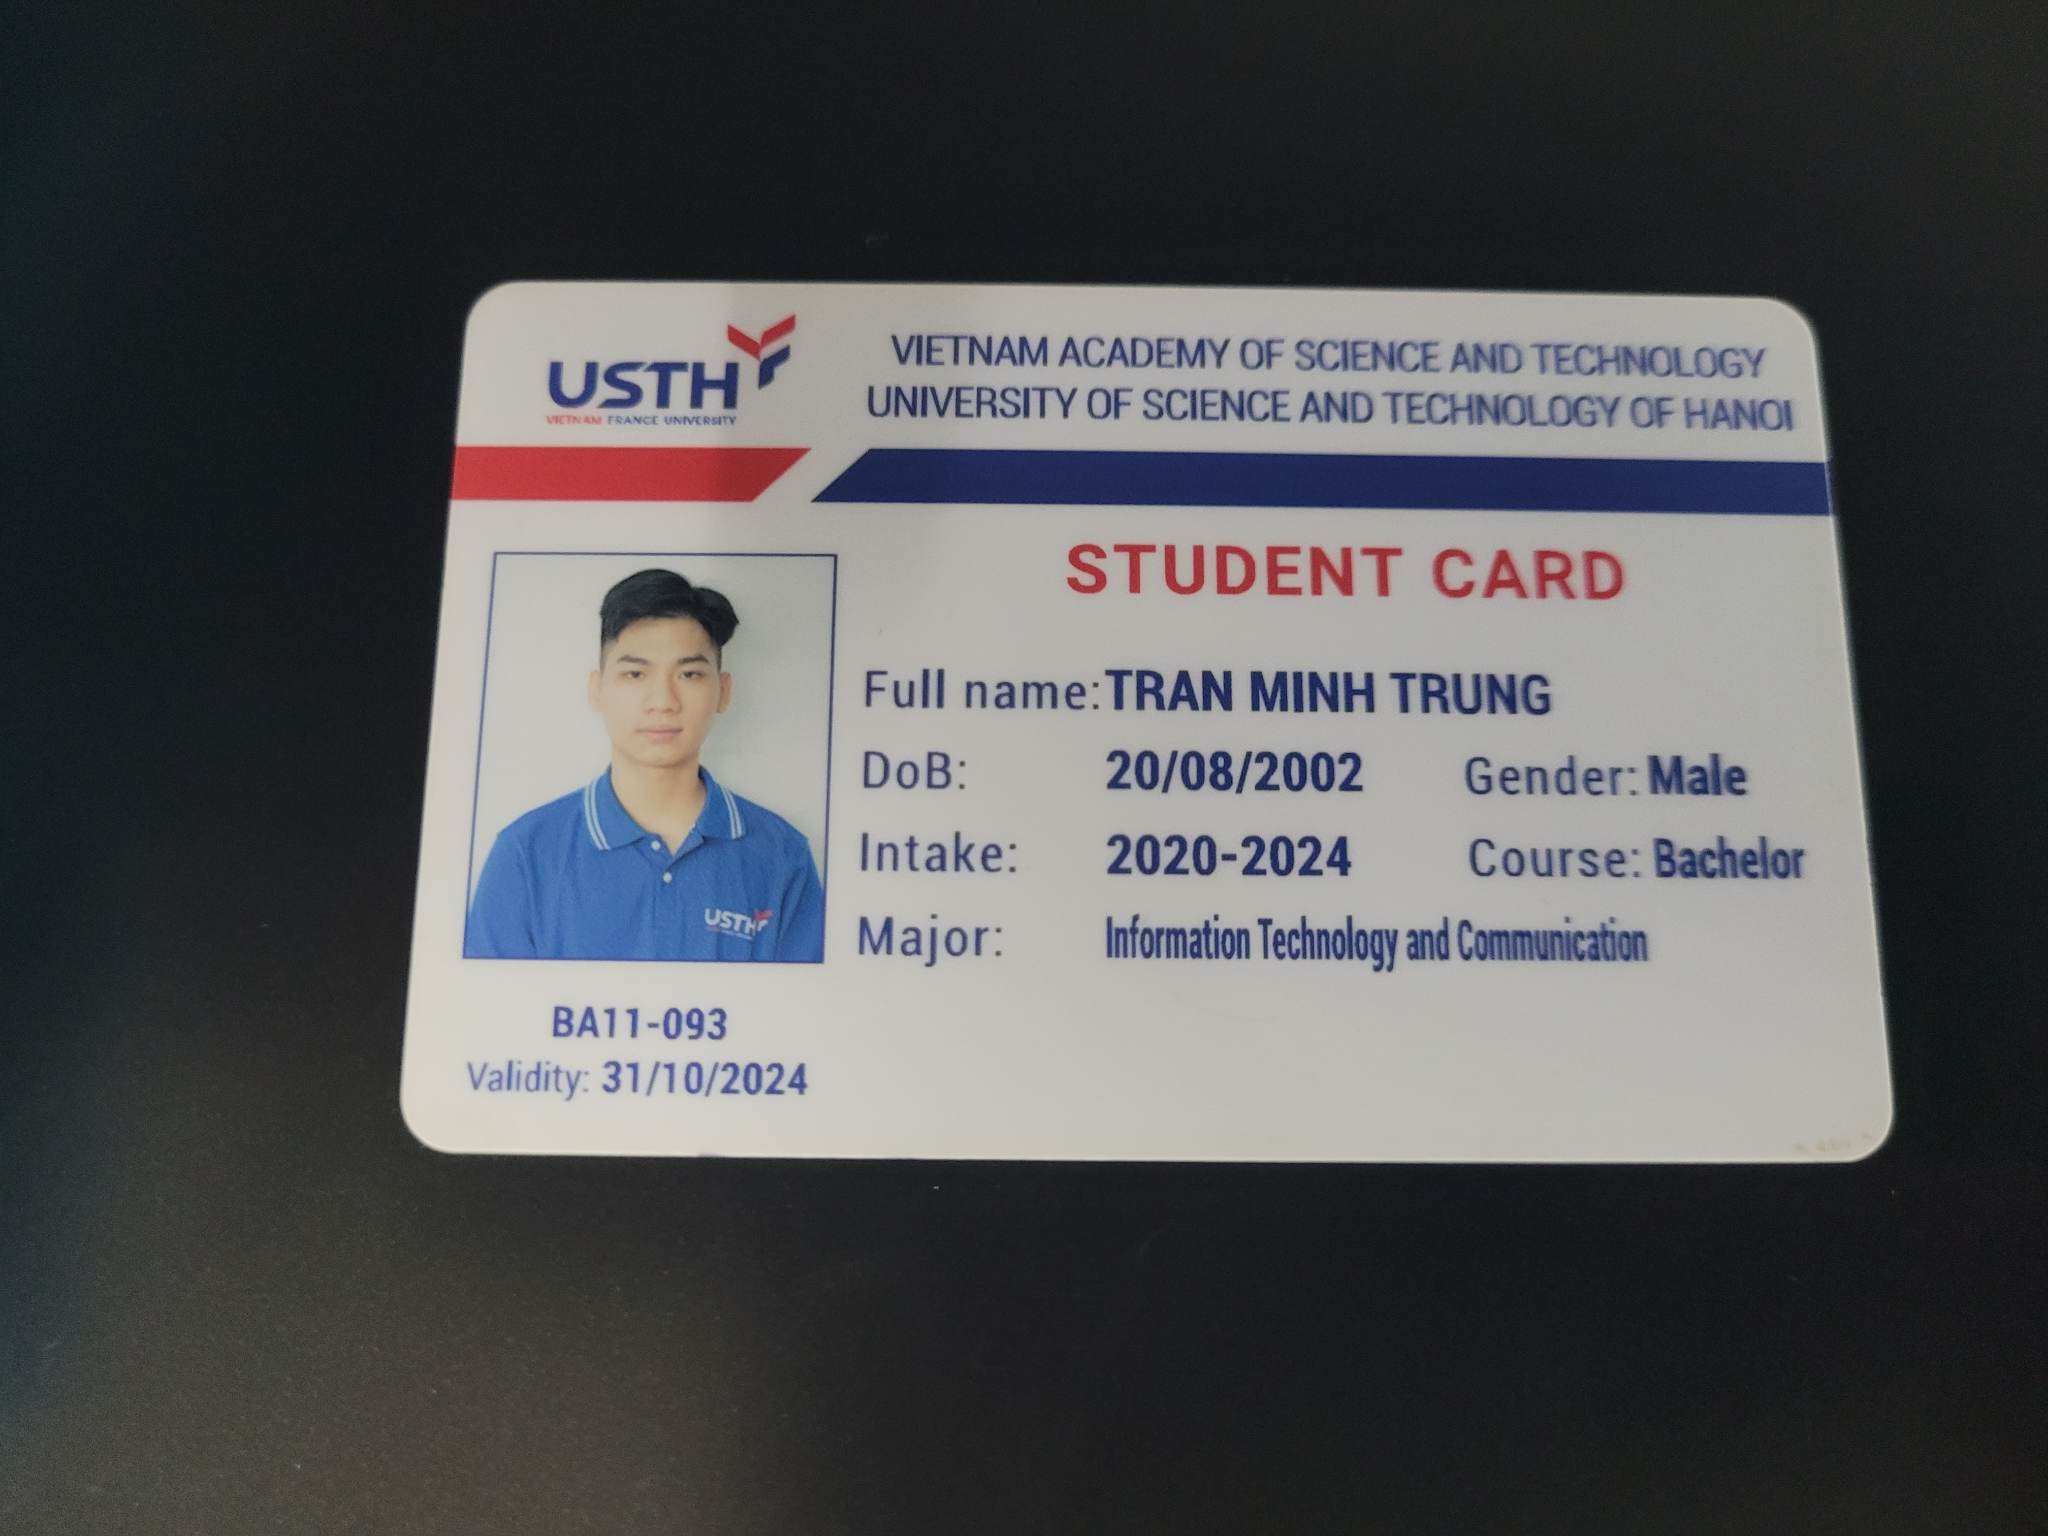 USTH
VIETNAM FRANCE UNIVERSITY
VIETNAM ACADEMY OF SCIENCE AND TECHNOLOGY
UNIVERSITY OF SCIENCE AND TECHNOLOGY OF HANOI
STUDENT CARD
Full name: TRAN MINH TRUNG
DoB: 20/08/2002 Gender: Male
Intake: 2020-2024 Course: Bachelor
Major: Information Technology and Communication
USTH
BA11-093
Validity: 31/10/2024